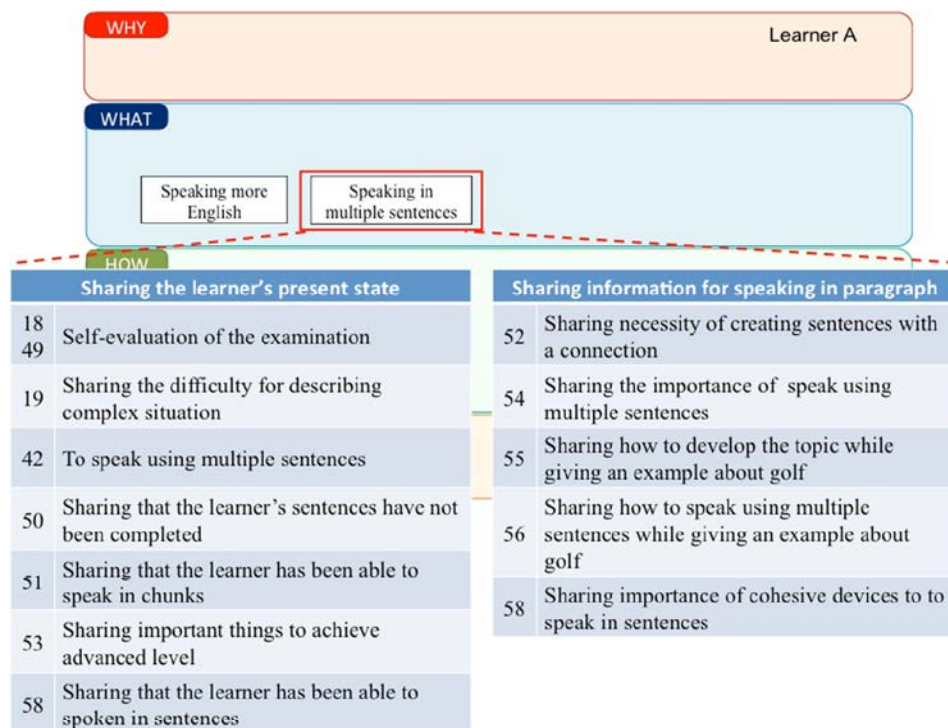 WHY
Learner A
WHAT
Speaking more
English
Speaking in
multiple sentences
HOW
Sharing the learner's present state
18
49
Self-evaluation of the examination
19
Sharing the difficulty for describing
complex situation
42
To speak using multiple sentences
50
Sharing that the learner's sentences have not
been completed
51
Sharing that the learner has been able to
speak in chunks
53
Sharing important things to achieve
advanced level
58
Sharing that the learner has been able to
spoken in sentences
Sharing information for speaking in paragraph
52
Sharing necessity of creating sentences with
a connection
54
Sharing the importance of speak using
multiple sentences
55
Sharing how to develop the topic while
giving an example about golf
56
Sharing how to speak using multiple
sentences while giving an example about
golf
58
Sharing importance of cohesive devices to to
speak in sentences